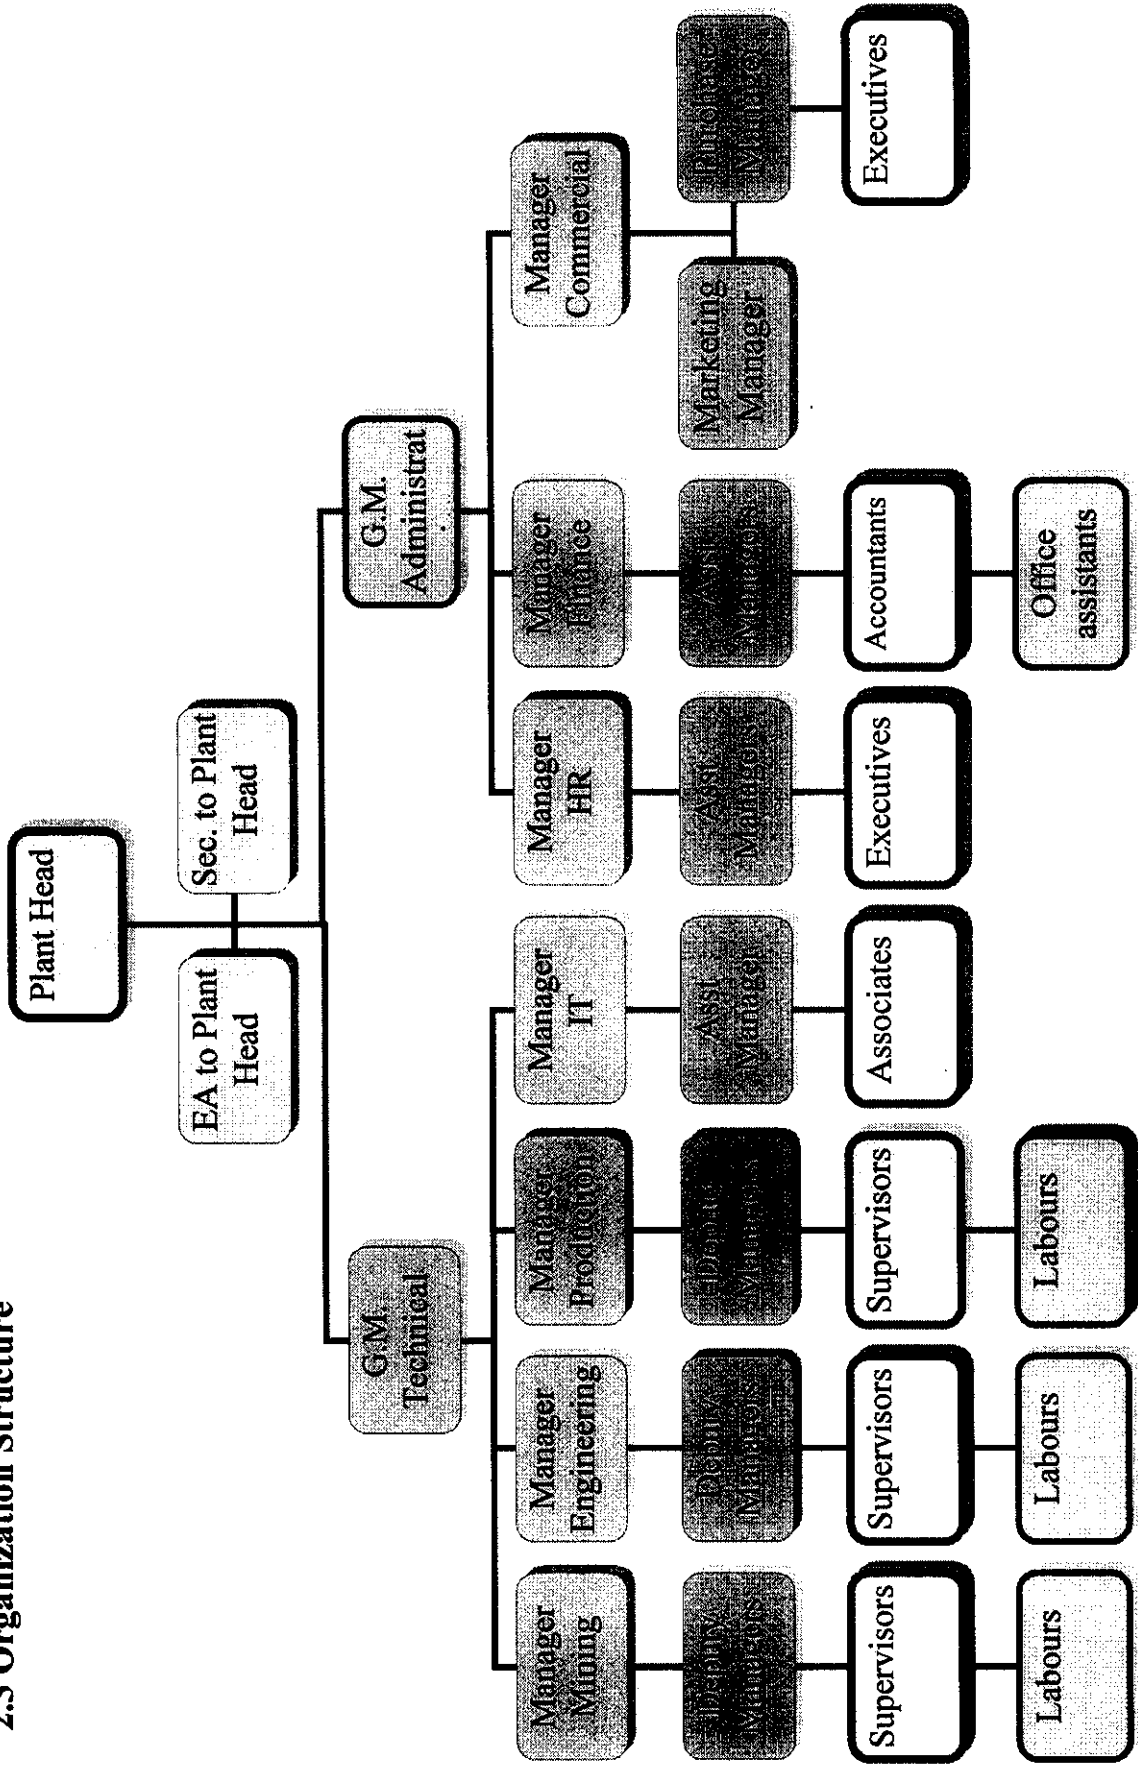 2.3 Organization Structure
Plant Head
EA to Plant
Head
Sec. to Plant
Head
G.M.
Technical
G.M.
Administrat
Manager
Mining
Manager
Engineering
Manager
Production
Manager
IT
Manager
HR
Manager
Finance
Manager
Commercial
Deputy
Managers
Deputy
Managers
Deputy
Managers
Asst
Manager
Asst
Managers
Asst
Managers
Marketing
Manager
Purchase
Manager
Supervisors
Supervisors
Supervisors
Associates
Executives
Accountants
Executives
Labours
Labours
Labours
Office
assistants